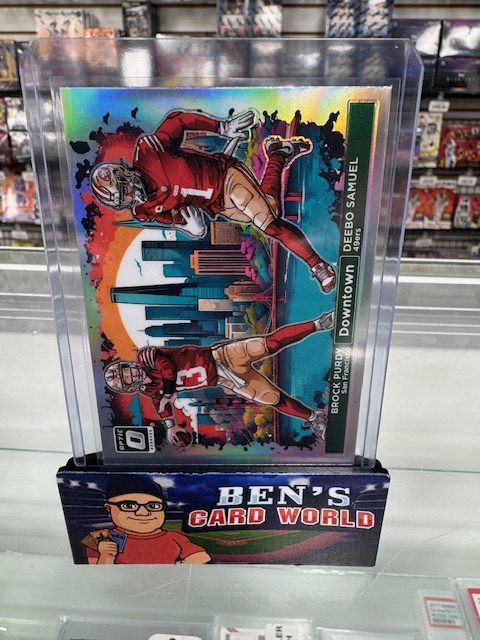 BROCK PURDY
San Francisco
Downtown
DEEBO SAMUEL
49ers
1
13
OPTIC
BEN'S
CARD WORLD